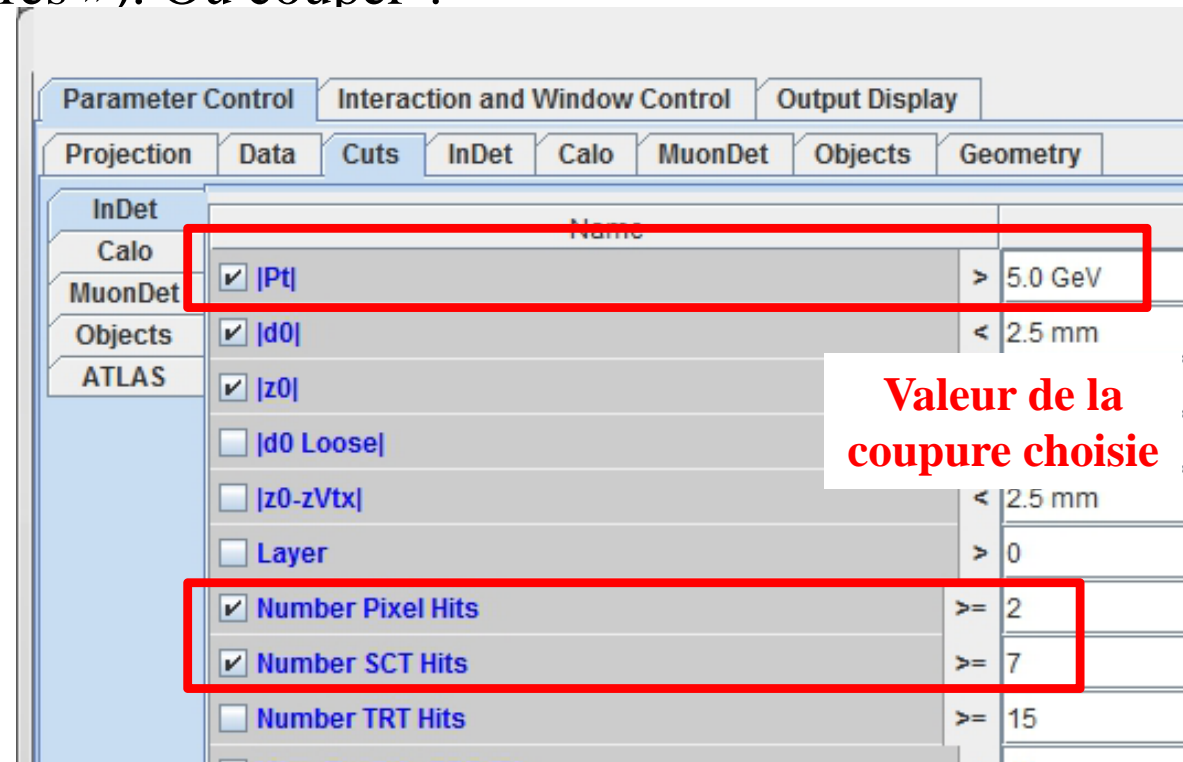 Où couper ?
Parameter Control Interaction and Window Control Output Display
Projection Data Cuts InDet Calo MuonDet Objects Geometry
InDet
Calo
MuonDet
Objects
ATLAS
Name
|Pt| > 5.0 GeV
|d0| < 2.5 mm
|z0|
|d0 Loose|
|z0-zVtx| < 2.5 mm
Layer > 0
Number Pixel Hits >= 2
Number SCT Hits >= 7
Number TRT Hits >= 15
Valeur de la
coupure choisie